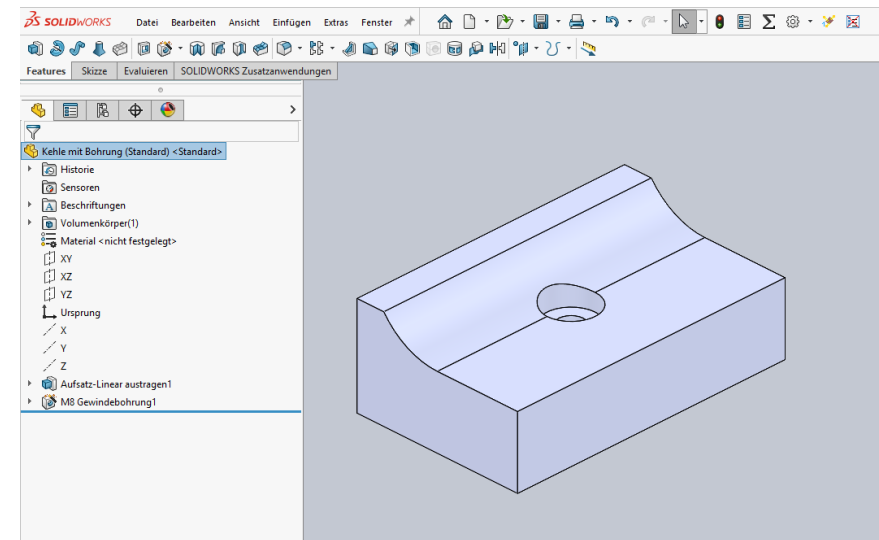 SOLIDWORKS Datei Bearbeiten Ansicht Einfügen Extras Fenster
Features Skizze Evaluieren SOLIDWORKS Zusatzanwendungen
Kehle mit Bohrung (Standard) <Standard>
Historie
Sensoren
Beschriftungen
Volumenkörper(1)
Material <nicht festgelegt>
XY
XZ
YZ
Ursprung
X
Y
Z
Aufsatz-Linear austragen1
M8 Gewindebohrung1